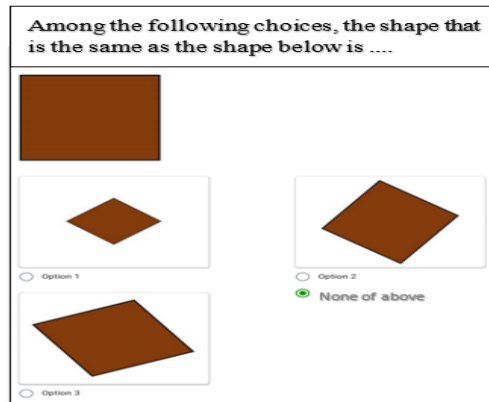 Among the following choices, the shape that
is the same as the shape below is ....
Option 1
Option 2
None of above
Option 3